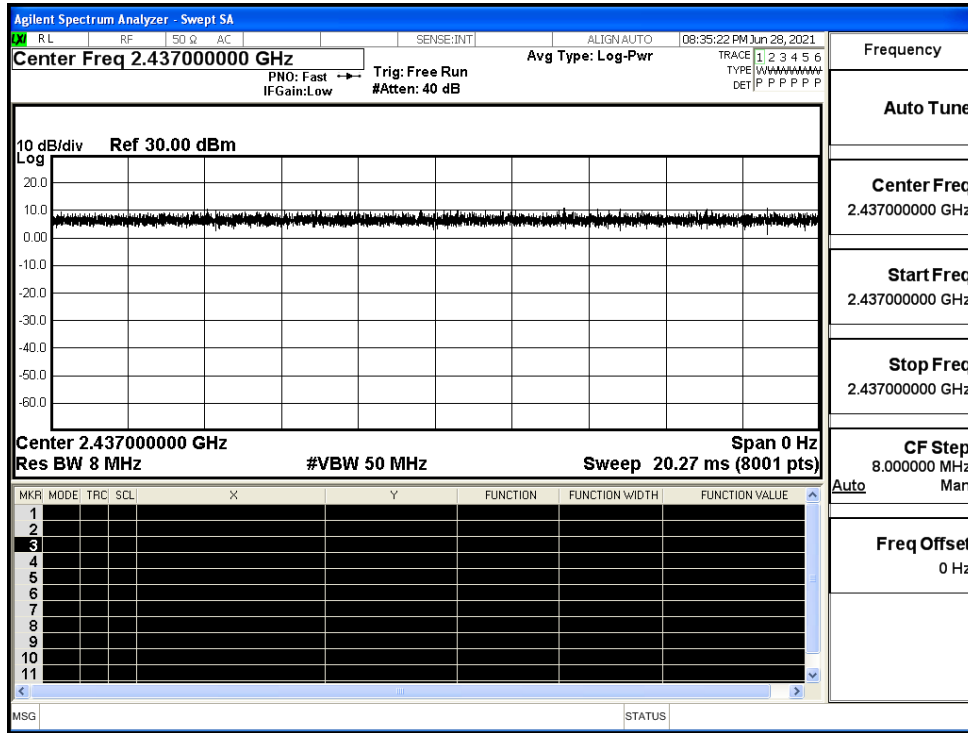 Agilent Spectrum Analyzer - Swept SA
LXI RL RF 50 Ω AC SENSE:INT ALIGN AUTO 08:35:22 PM Jun 28, 2021
Center Freq 2.437000000 GHz
PNO: Fast
IFGain:Low
Trig: Free Run
#Atten: 40 dB
Avg Type: Log-Pwr
TRACE 1 2 3 4 5 6
TYPE WWWWWW
DET P P P P P P
10 dB/div Ref 30.00 dBm
Log
20.0
10.0
0.00
-10.0
-20.0
-30.0
-40.0
-50.0
-60.0
Center 2.437000000 GHz Span 0 Hz
Res BW 8 MHz #VBW 50 MHz Sweep 20.27 ms (8001 pts)
MKR MODE TRC SCL X Y FUNCTION FUNCTION WIDTH FUNCTION VALUE
1
2
3
4
5
6
7
8
9
10
11
MSG STATUS
Frequency
Auto Tune
Center Freq
2.437000000 GHz
Start Freq
2.437000000 GHz
Stop Freq
2.437000000 GHz
CF Step
8.000000 MHz
Auto Man
Freq Offset
0 Hz